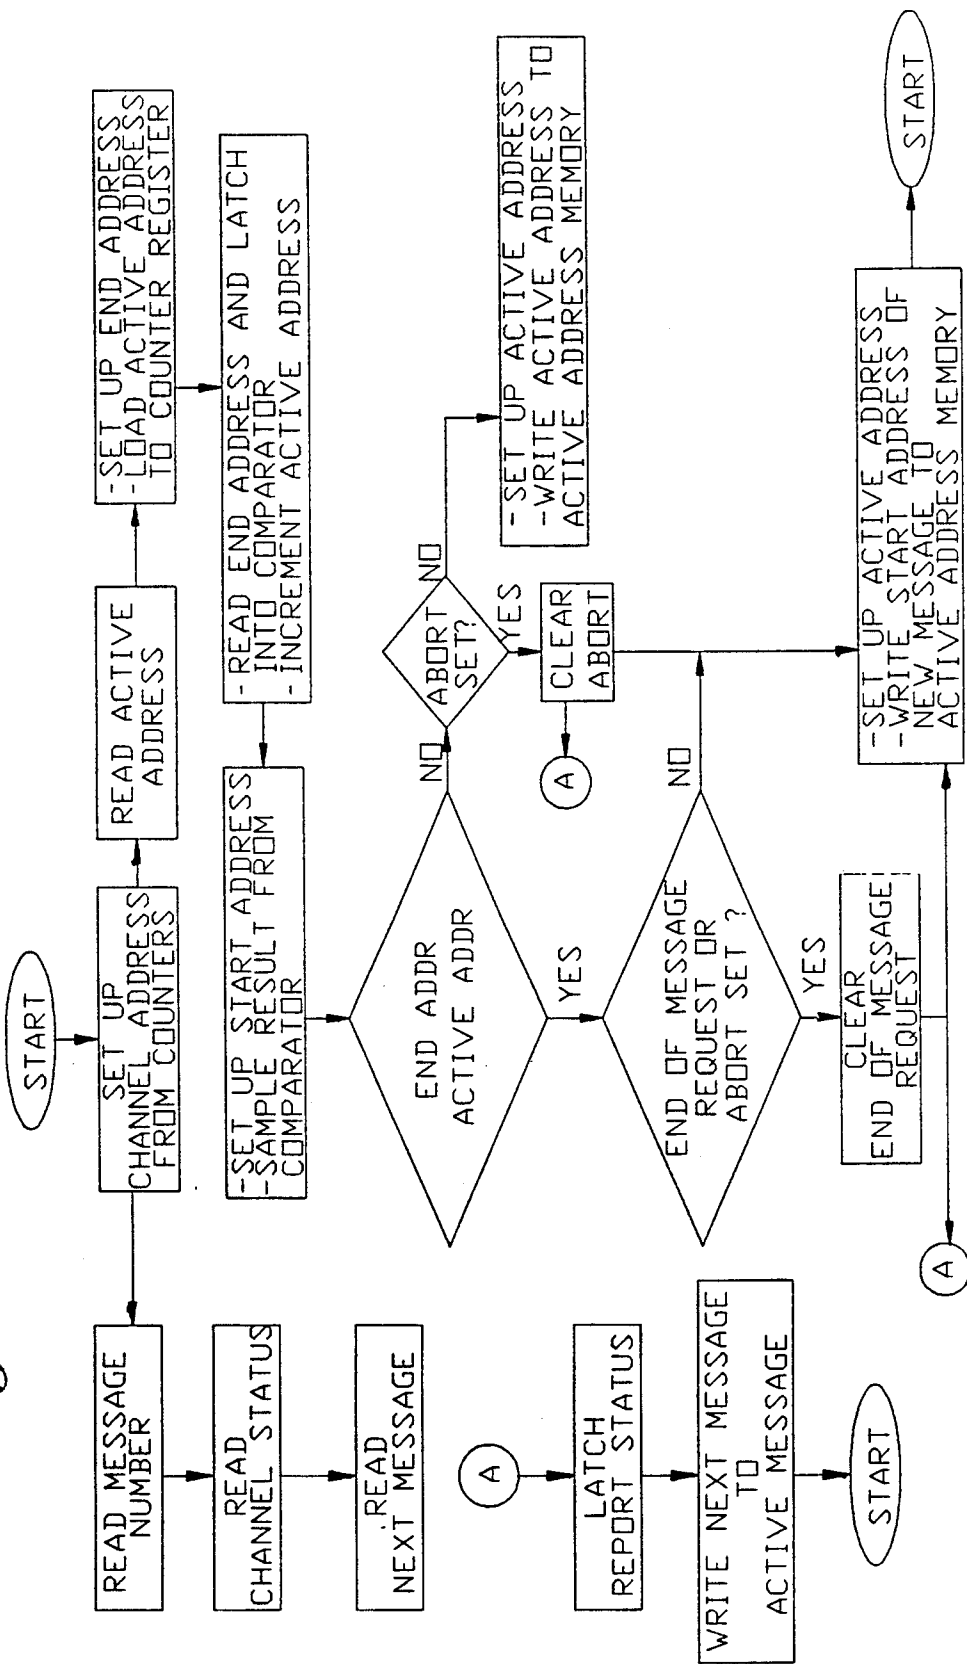 START
SET UP
CHANNEL ADDRESS
FROM COUNTERS
READ ACTIVE
ADDRESS
-SET UP END ADDRESS
-LOAD ACTIVE ADDRESS
TO COUNTER REGISTER
- READ END ADDRESS AND LATCH
INTO COMPARATOR
- INCREMENT ACTIVE ADDRESS
-SET UP START ADDRESS
-SAMPLE RESULT FROM
COMPARATOR
END ADDR
ACTIVE ADDR
NO
YES
ABORT
SET?
NO
YES
-SET UP ACTIVE ADDRESS
-WRITE ACTIVE ADDRESS TO
ACTIVE ADDRESS MEMORY
CLEAR
ABORT
A
END OF MESSAGE
REQUEST OR
ABORT SET ?
NO
YES
CLEAR
END OF MESSAGE
REQUEST
A
-SET UP ACTIVE ADDRESS
-WRITE START ADDRESS OF
NEW MESSAGE TO
ACTIVE ADDRESS MEMORY
START
READ MESSAGE
NUMBER
READ
CHANNEL STATUS
READ
NEXT MESSAGE
A
LATCH
REPORT STATUS
WRITE NEXT MESSAGE
TO
ACTIVE MESSAGE
START